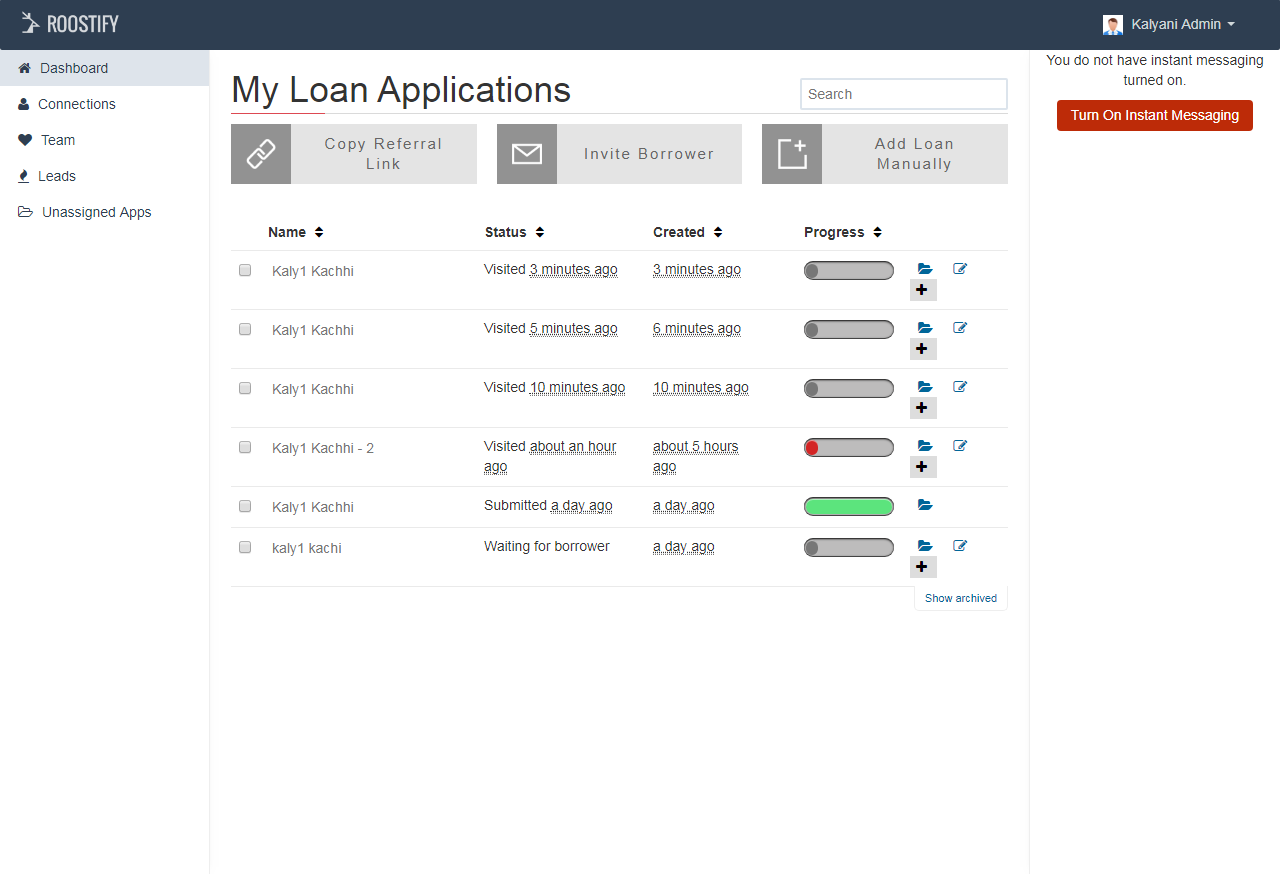 ROOSTIFY
Kalyani Admin
Dashboard
Connections
Team
Leads
Unassigned Apps
My Loan Applications
Search
Copy Referral
Link
Invite Borrower
Add Loan
Manually
Name Status Created Progress
Kaly1 Kachhi Visited 3 minutes ago 3 minutes ago
Kaly1 Kachhi Visited 5 minutes ago 6 minutes ago
Kaly1 Kachhi Visited 10 minutes ago 10 minutes ago
Kaly1 Kachhi - 2 Visited about an hour about 5 hours
ago ago
Kaly1 Kachhi Submitted a day ago a day ago
kaly1 kachi Waiting for borrower a day ago
Show archived
You do not have instant messaging
turned on.
Turn On Instant Messaging